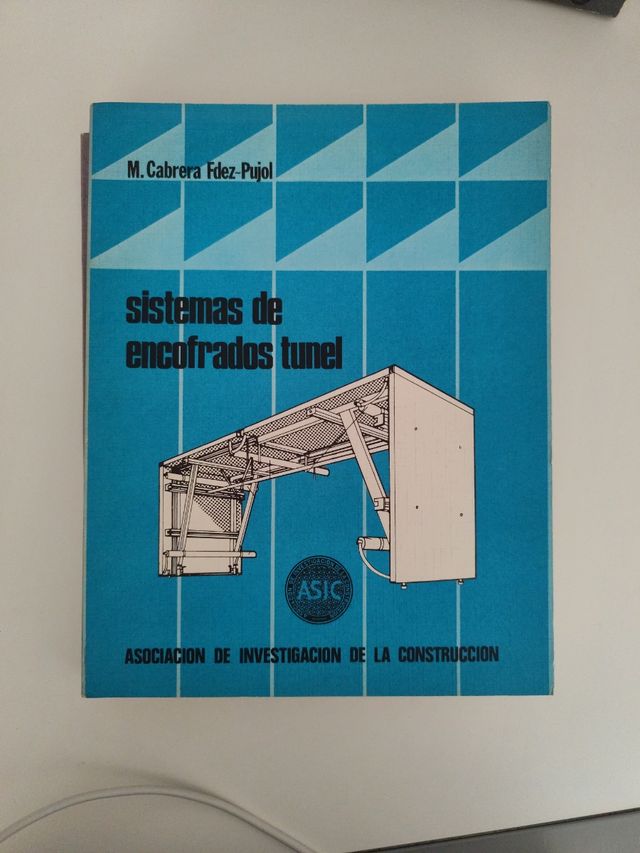 M. Cabrera Fdez-Pujol
sistemas de
encofrados tunel
ASIC
ASOCIACION DE INVESTIGACION DE LA CONSTRUCCION